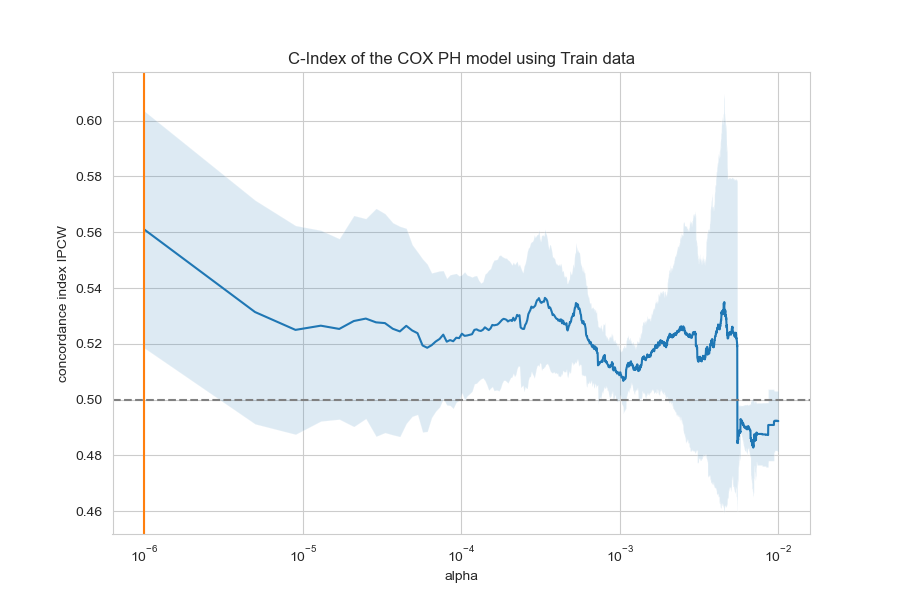 C-Index of the COX PH model using Train data
concordance index IPCW
0.60
0.58
0.56
0.54
0.52
0.50
0.48
0.46
10⁻⁶ 10⁻⁵ 10⁻⁴ 10⁻³ 10⁻²
alpha